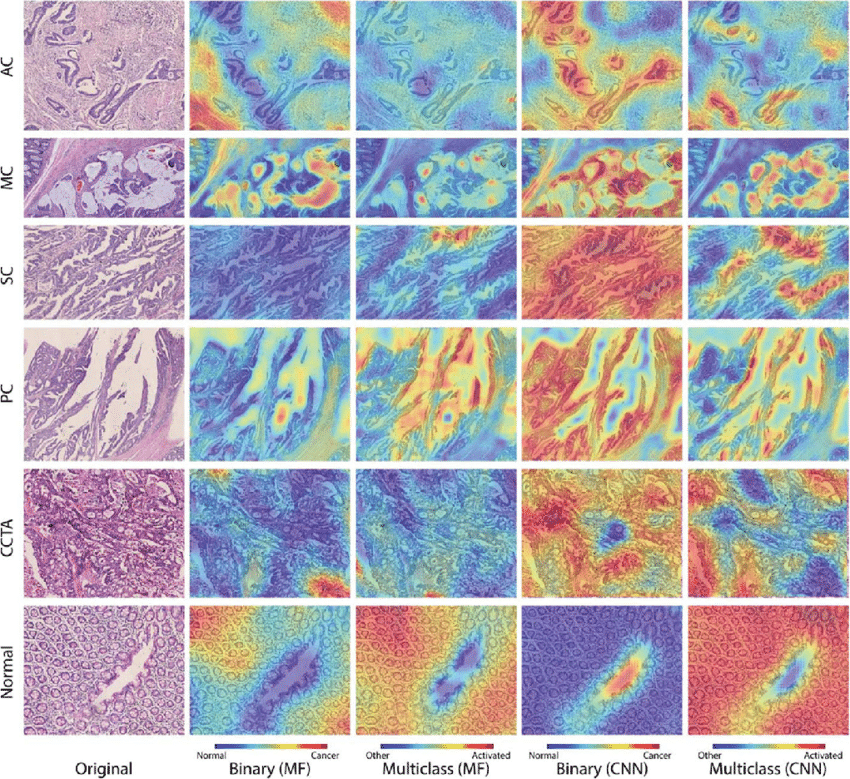 AC
MC
SC
PC
CCTA
Normal
Normal Cancer Other Activated Normal Cancer Other Activated
Original Binary (MF) Multiclass (MF) Binary (CNN) Multiclass (CNN)